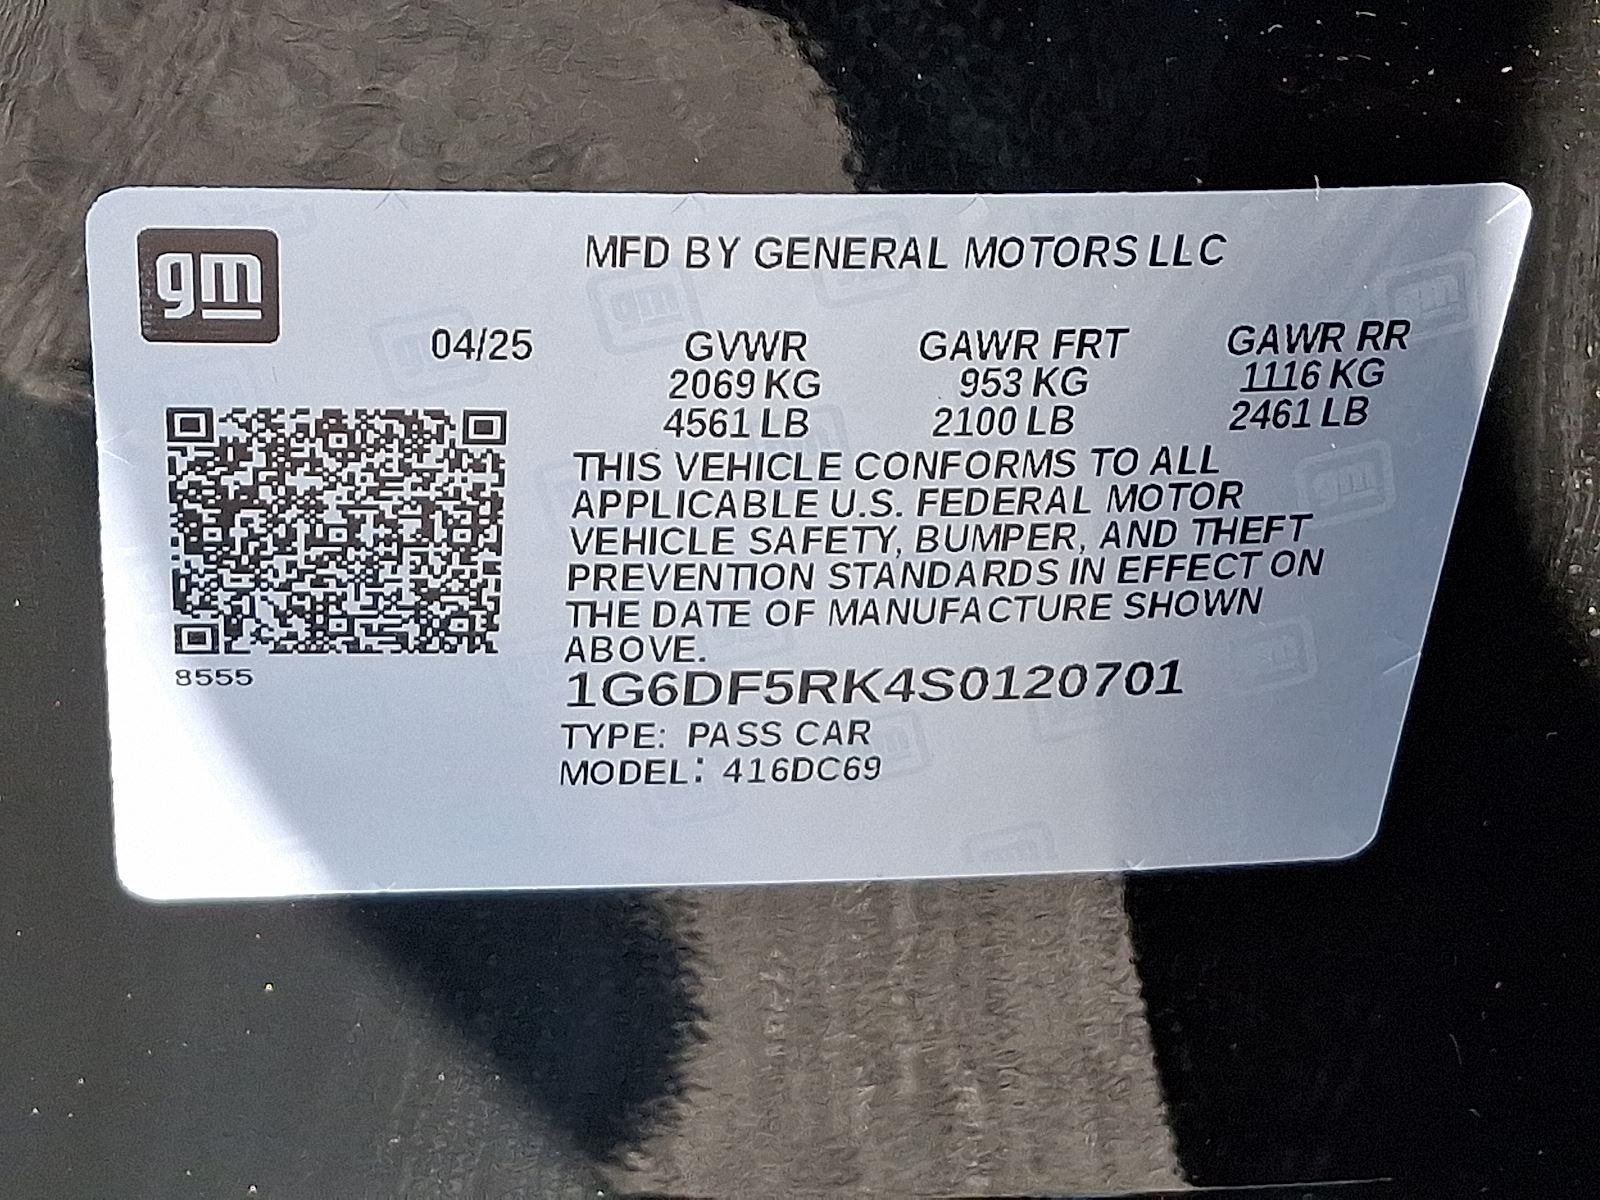 gm
MFD BY GENERAL MOTORS LLC
04/25 GVWR GAWR FRT GAWR RR
2069 KG 953 KG 1116 KG
4561 LB 2100 LB 2461 LB
THIS VEHICLE CONFORMS TO ALL
APPLICABLE U.S. FEDERAL MOTOR
VEHICLE SAFETY, BUMPER, AND THEFT
PREVENTION STANDARDS IN EFFECT ON
THE DATE OF MANUFACTURE SHOWN
ABOVE.
8555
1G6DF5RK4S0120701
TYPE: PASS CAR
MODEL: 416DC69